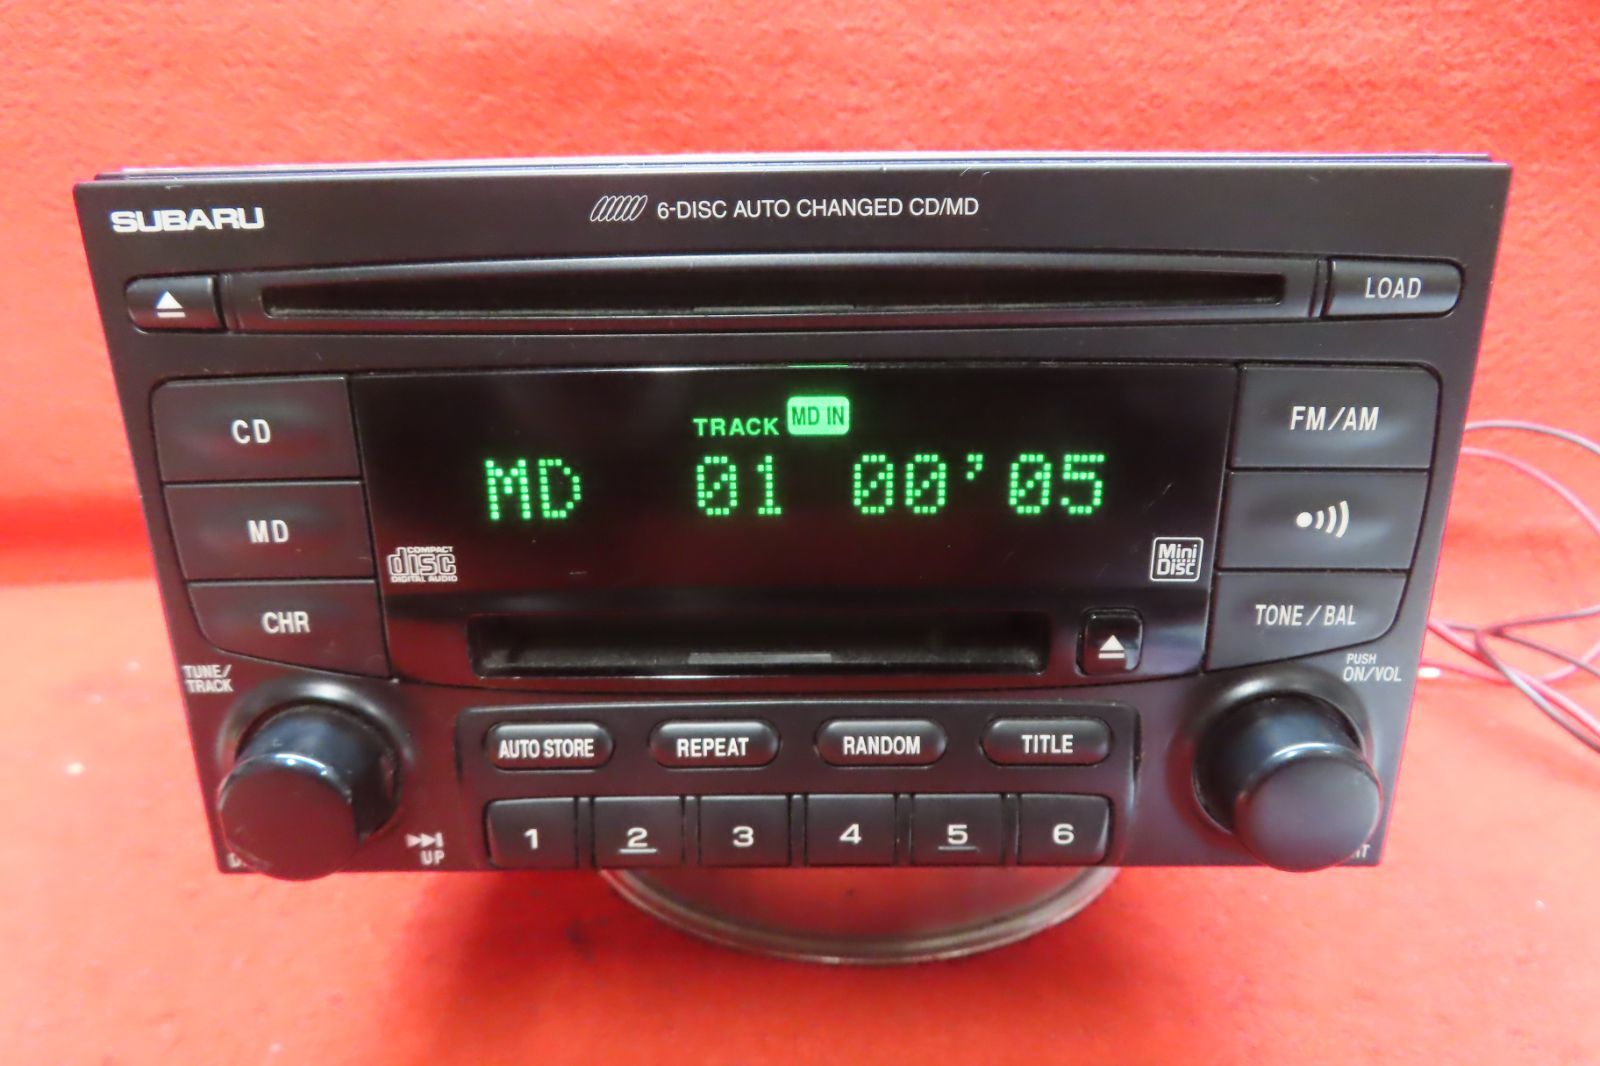 SUBARU
6-DISC AUTO CHANGED CD/MD
LOAD
CD
TRACK
MD IN
FM/AM
MD 01 00'05
MD
COMPACT
disc
DIGITAL AUDIO
Mini
Disc
CHR
TONE/BAL
TUNE/
TRACK
PUSH
ON/VOL
AUTO STORE
REPEAT
RANDOM
TITLE
1
2
3
4
5
6
UP